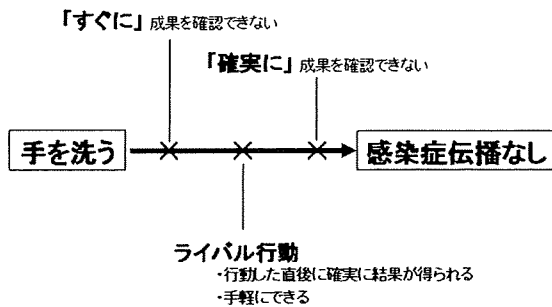 「すぐに」成果を確認できない
「確実に」成果を確認できない
手を洗う
感染症伝播なし
ライバル行動
・行動した直後に確実に結果が得られる
・手軽にできる